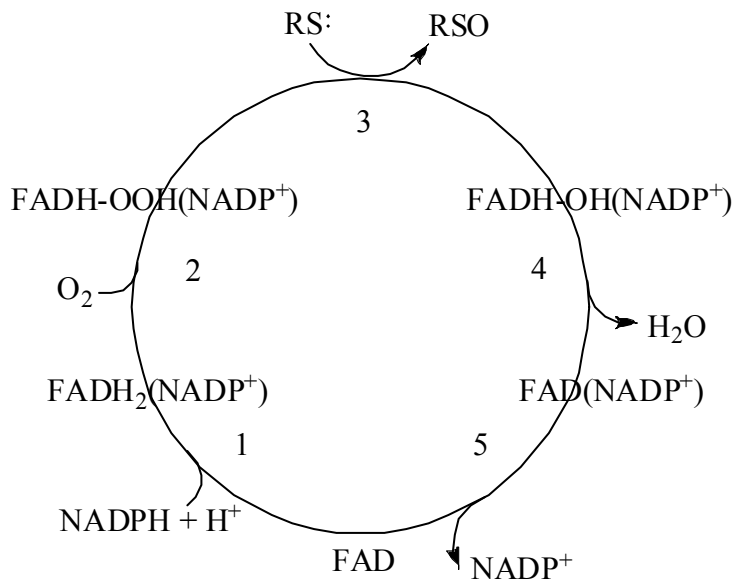 RS: RSO
3
FADH-OOH(NADP⁺) FADH-OH(NADP⁺)
2 4
O₂ H₂O
FADH₂(NADP⁺) FAD(NADP⁺)
1 5
NADPH + H⁺ FAD NADP⁺